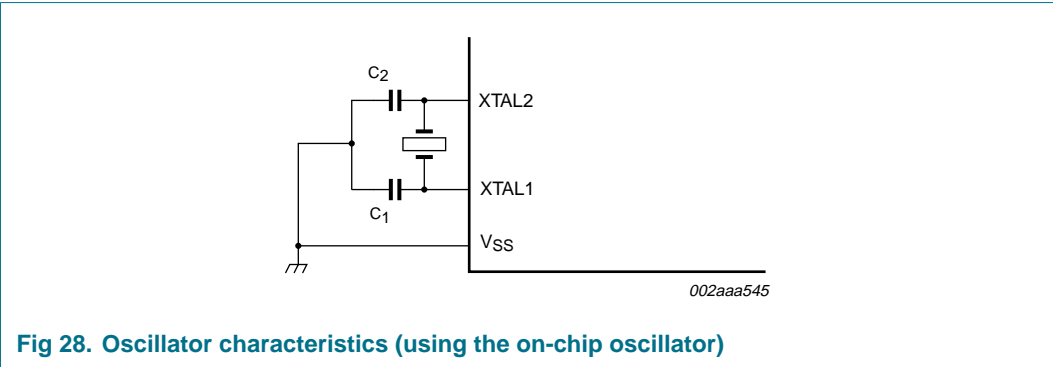 C2
XTAL2
XTAL1
C1
VSS
002aaa545
Fig 28. Oscillator characteristics (using the on-chip oscillator)